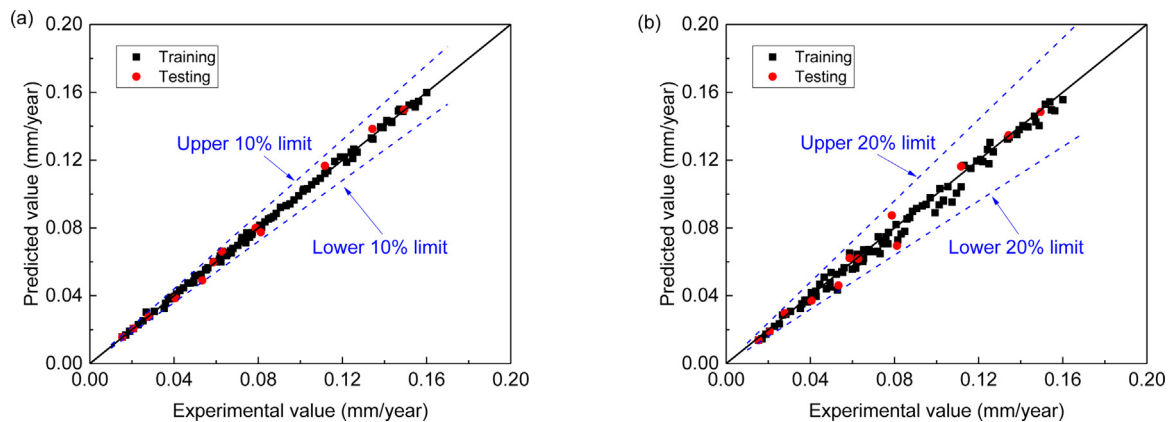 (a)
0.20
0.16
0.12
0.08
0.04
0.00
Predicted value (mm/year)
Training
Testing
Upper 10% limit
Lower 10% limit
0.00 0.04 0.08 0.12 0.16 0.20
Experimental value (mm/year)
(b)
0.20
0.16
0.12
0.08
0.04
0.00
Predicted value (mm/year)
Training
Testing
Upper 20% limit
Lower 20% limit
0.00 0.04 0.08 0.12 0.16 0.20
Experimental value (mm/year)